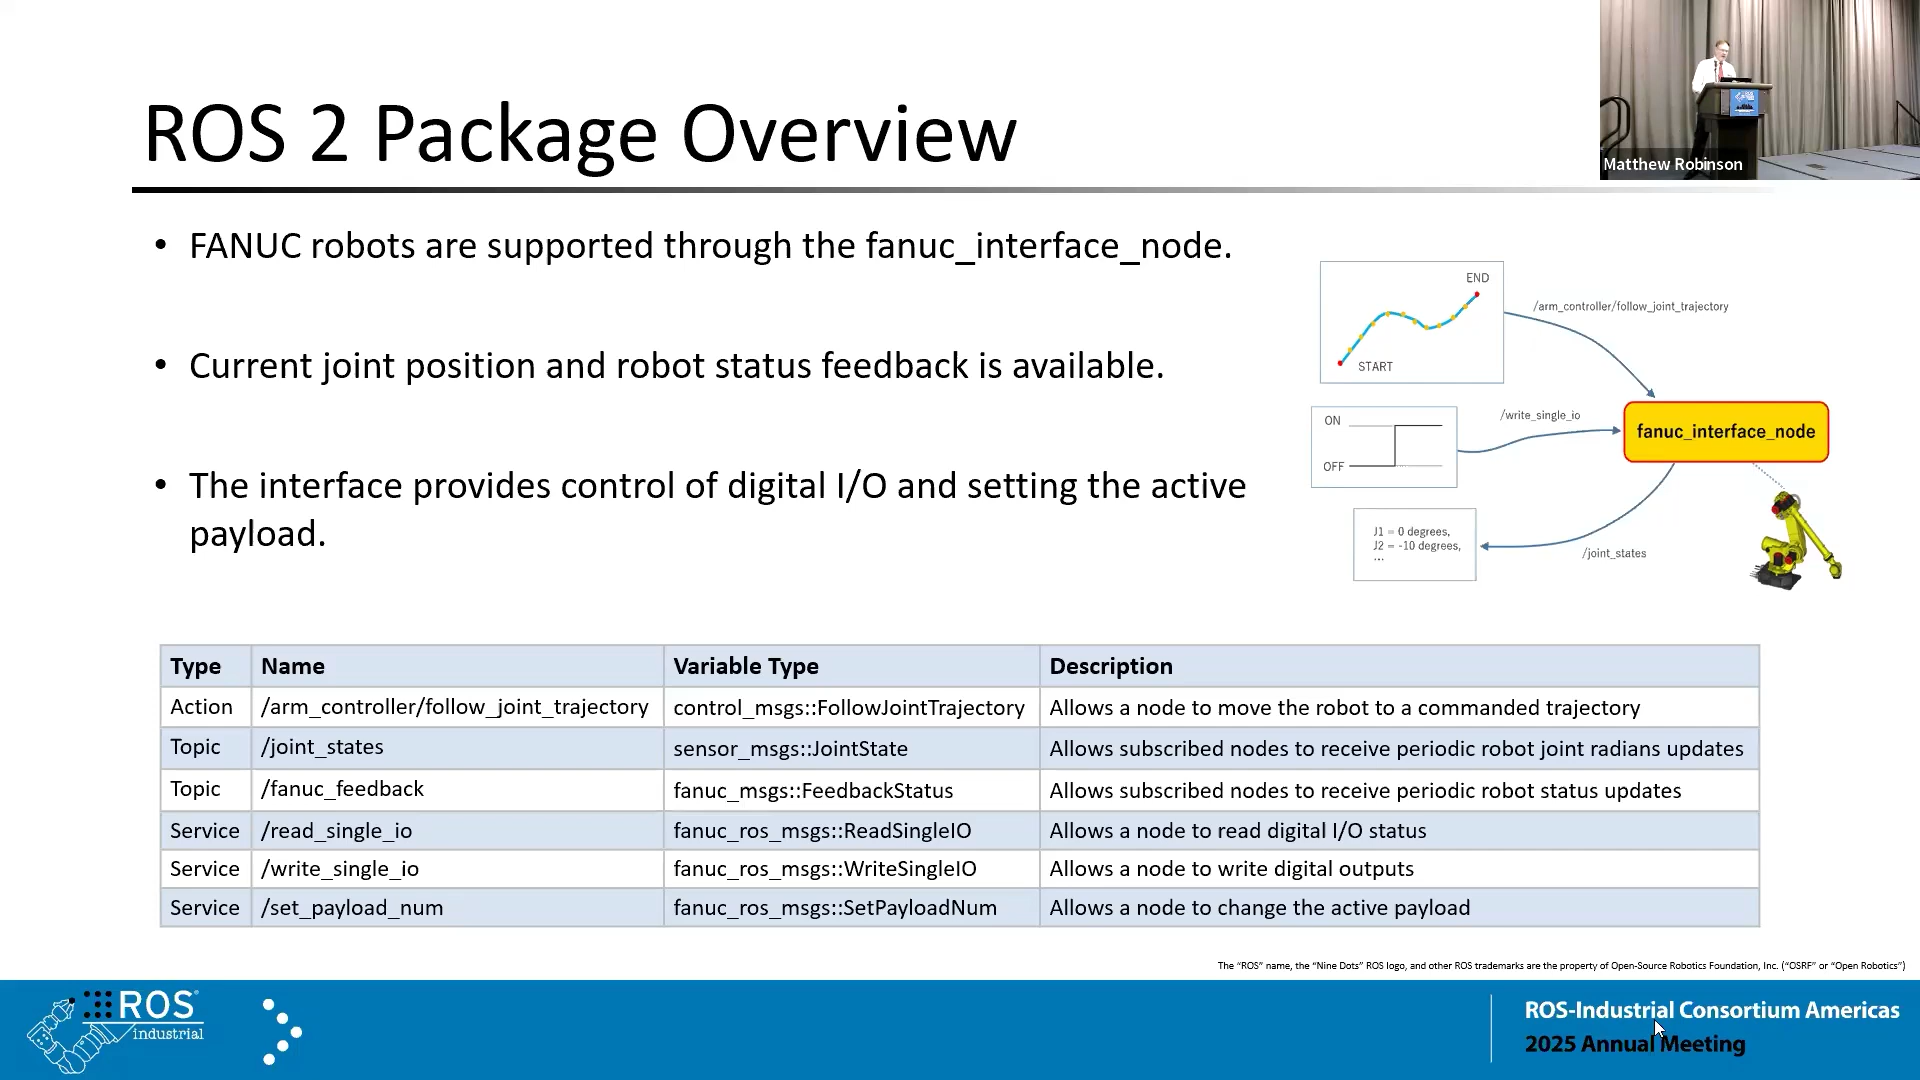 Matthew Robinson
ROS 2 Package Overview
• FANUC robots are supported through the fanuc_interface_node.
• Current joint position and robot status feedback is available.
• The interface provides control of digital I/O and setting the active
payload.
END
START
/arm_controller/follow_joint_trajectory
ON
OFF
/write_single_io
fanuc_interface_node
J1 = 0 degrees,
J2 = -10 degrees,
...
/joint_states
Type Name Variable Type Description
Action /arm_controller/follow_joint_trajectory control_msgs::FollowJointTrajectory Allows a node to move the robot to a commanded trajectory
Topic /joint_states sensor_msgs::JointState Allows subscribed nodes to receive periodic robot joint radians updates
Topic /fanuc_feedback fanuc_msgs::FeedbackStatus Allows subscribed nodes to receive periodic robot status updates
Service /read_single_io fanuc_ros_msgs::ReadSingleIO Allows a node to read digital I/O status
Service /write_single_io fanuc_ros_msgs::WriteSingleIO Allows a node to write digital outputs
Service /set_payload_num fanuc_ros_msgs::SetPayloadNum Allows a node to change the active payload
The “ROS” name, the “Nine Dots” ROS logo, and other ROS trademarks are the property of Open-Source Robotics Foundation, Inc. (“OSRF” or “Open Robotics”)
ROS®
industrial
ROS-Industrial Consortium Americas
2025 Annual Meeting